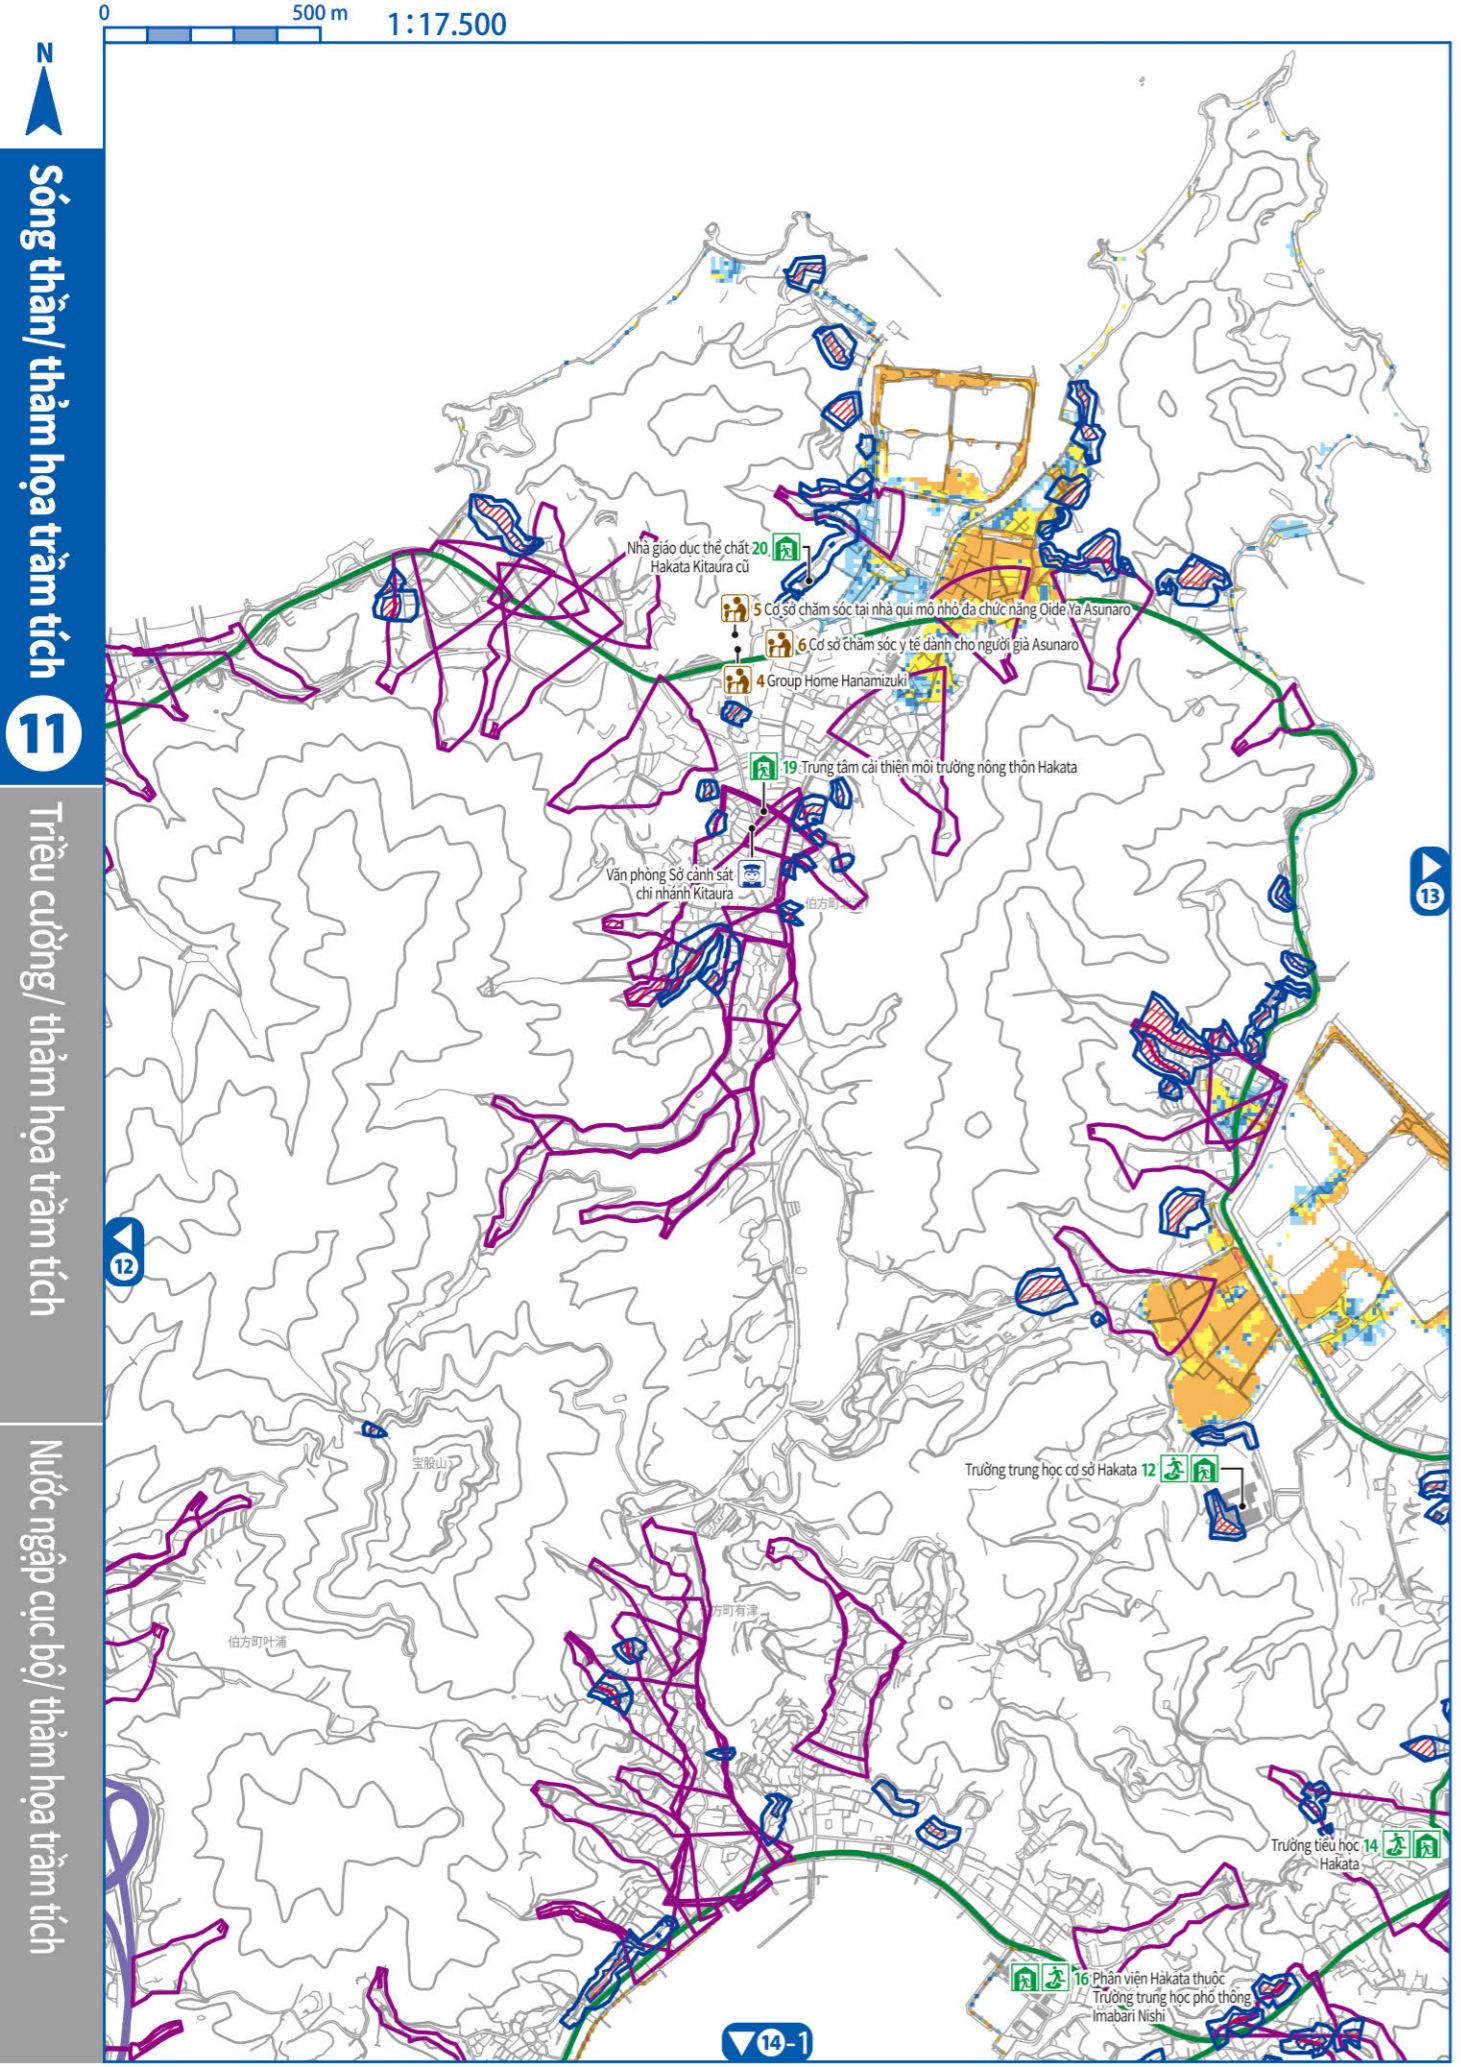 0
500 m
1:17.500
N
Sóng thần/ thảm họa trầm tích 11
Triều cường/ thảm họa trầm tích
Nước ngập cục bộ/ thảm họa trầm tích
Nhà giáo dục thể chất 20
Hakata Kitaura cũ
5 Cơ sở chăm sóc tại nhà qui mô nhỏ đa chức năng Oide Ya Asunaro
6 Cơ sở chăm sóc y tế dành cho người già Asunaro
4 Group Home Hanamizuki
19 Trung tâm cải thiện môi trường nông thôn Hakata
Văn phòng Sở cảnh sát
chi nhánh Kitaura
伯方町北浦
13
12
宝股山
Trường trung học cơ sở Hakata 12
方町有津
伯方町叶浦
Trường tiểu học 14
Hakata
16 Phân viện Hakata thuộc
Trường trung học phổ thông
Imabari Nishi
14-1